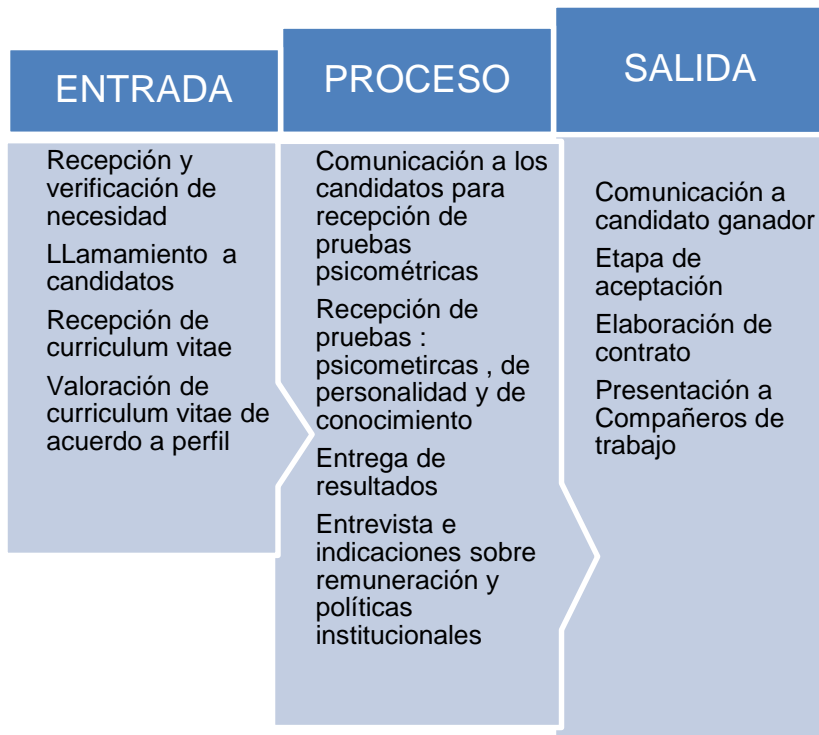 ENTRADA
Recepción y
verificación de
necesidad
LLamamiento a
candidatos
Recepción de
curriculum vitae
Valoración de
curriculum vitae de
acuerdo a perfil
PROCESO
Comunicación a los
candidatos para
recepción de
pruebas
psicométricas
Recepción de
pruebas :
psicometircas , de
personalidad y de
conocimiento
Entrega de
resultados
Entrevista e
indicaciones sobre
remuneración y
políticas
institucionales
SALIDA
Comunicación a
candidato ganador
Etapa de
aceptación
Elaboración de
contrato
Presentación a
Compañeros de
trabajo